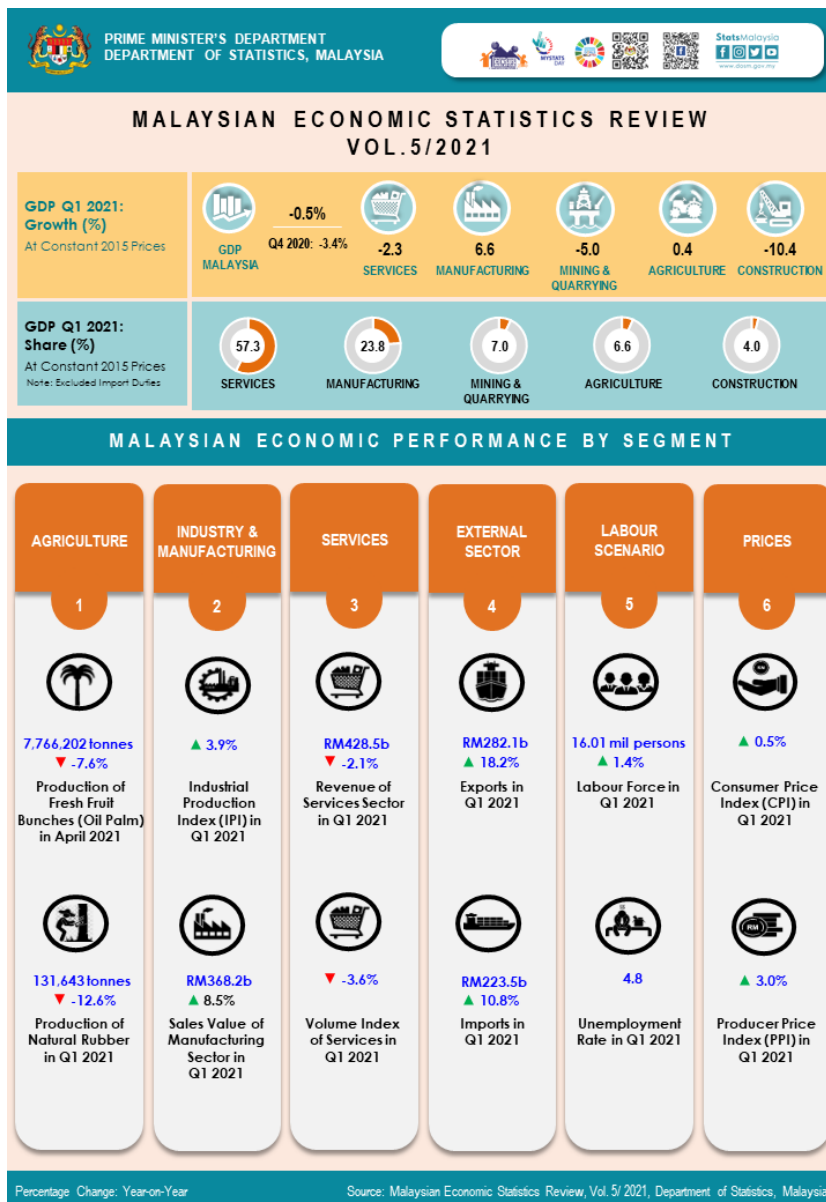 PRIME MINISTER'S DEPARTMENT
DEPARTMENT OF STATISTICS, MALAYSIA
MYSTATS
DAY
StatsMalaysia
www.dosm.gov.my
MALAYSIAN ECONOMIC STATISTICS REVIEW
VOL.5/2021
GDP Q1 2021:
Growth (%)
At Constant 2015 Prices
GDP
MALAYSIA
-0.5%
Q4 2020: -3.4%
-2.3
SERVICES
6.6
MANUFACTURING
-5.0
MINING &
QUARRYING
0.4
AGRICULTURE
-10.4
CONSTRUCTION
GDP Q1 2021:
Share (%)
At Constant 2015 Prices
Note: Excluded Import Duties
57.3
SERVICES
23.8
MANUFACTURING
7.0
MINING &
QUARRYING
6.6
AGRICULTURE
4.0
CONSTRUCTION
MALAYSIAN ECONOMIC PERFORMANCE BY SEGMENT
AGRICULTURE
1
7,766,202 tonnes
▼ -7.6%
Production of
Fresh Fruit
Bunches (Oil Palm)
in April 2021
131,643 tonnes
▼ -12.6%
Production of
Natural Rubber
in Q1 2021
INDUSTRY &
MANUFACTURING
2
▲ 3.9%
Industrial
Production
Index (IPI) in
Q1 2021
RM368.2b
▲ 8.5%
Sales Value of
Manufacturing
Sector in
Q1 2021
SERVICES
3
RM428.5b
▼ -2.1%
Revenue of
Services Sector
in Q1 2021
▼ -3.6%
Volume Index
of Services in
Q1 2021
EXTERNAL
SECTOR
4
RM282.1b
▲ 18.2%
Exports in
Q1 2021
RM223.5b
▲ 10.8%
Imports in
Q1 2021
LABOUR
SCENARIO
5
16.01 mil persons
▲ 1.4%
Labour Force in
Q1 2021
4.8
Unemployment
Rate in Q1 2021
PRICES
6
▲ 0.5%
Consumer Price
Index (CPI) in
Q1 2021
RM
▲ 3.0%
Producer Price
Index (PPI) in
Q1 2021
Percentage Change: Year-on-Year
Source: Malaysian Economic Statistics Review, Vol. 5/ 2021, Department of Statistics, Malaysia